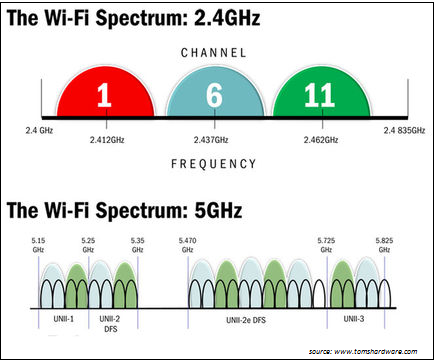 The Wi-Fi Spectrum: 2.4GHz
CHANNEL
1 6 11
2.4 GHz 2.412GHz 2.437GHz 2.462GHz 2.4 835GHz
FREQUENCY
The Wi-Fi Spectrum: 5GHz
5.15 5.25 5.35 5.470 5.725 5.825
GHz GHz GHz GHz GHz GHz
UNII-1 UNII-2 UNII-2e DFS UNII-3
DFS
source: www.tomshardware.com